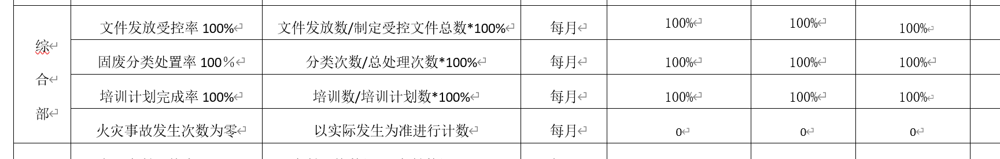 综合部
文件发放受控率 100% 文件发放数/制定受控文件总数*100% 每月 100% 100% 100%
固废分类处置率 100% 分类次数/总处理次数*100% 每月 100% 100% 100%
培训计划完成率 100% 培训数/培训计划数*100% 每月 100% 100% 100%
火灾事故发生次数为零 以实际发生为准进行计数 每月 0 0 0